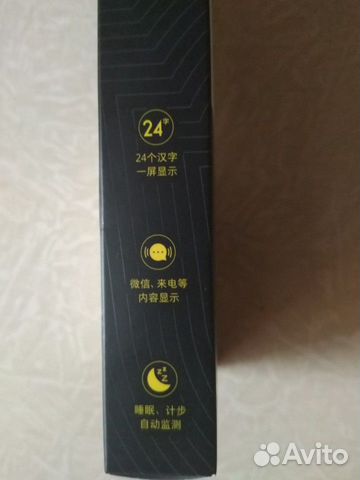 24字
24个汉字
一屏显示
微信、来电等
内容显示
zzZ
睡眠、计步
自动监测
Avito